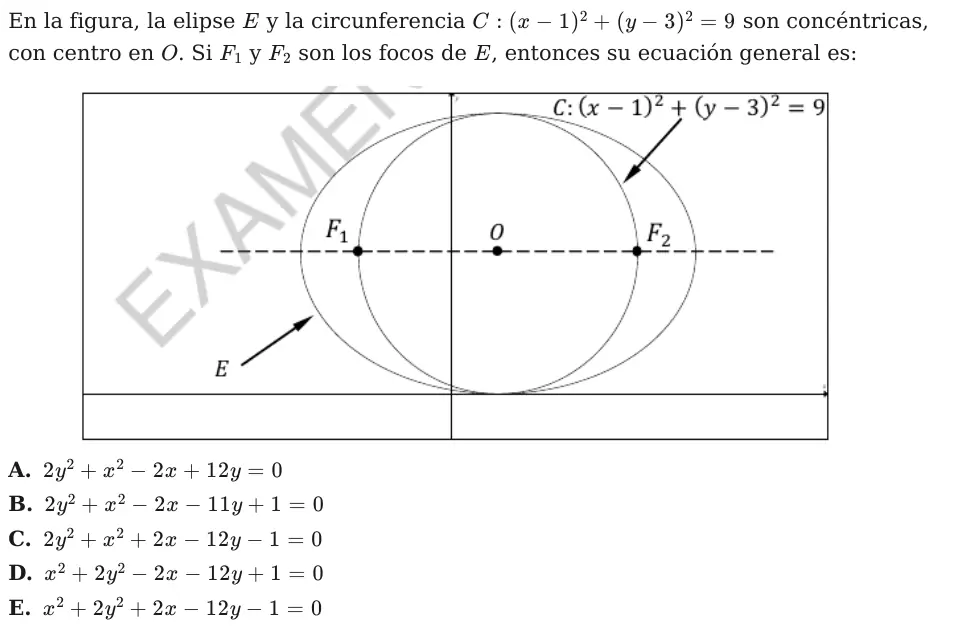 En la figura, la elipse E y la circunferencia C : (x − 1)² + (y − 3)² = 9 son concéntricas,
con centro en O. Si F₁ y F₂ son los focos de E, entonces su ecuación general es:
EXAMEN
C: (x − 1)² + (y − 3)² = 9
F₁
O
F₂
E
A. 2y² + x² − 2x + 12y = 0
B. 2y² + x² − 2x − 11y + 1 = 0
C. 2y² + x² + 2x − 12y − 1 = 0
D. x² + 2y² − 2x − 12y + 1 = 0
E. x² + 2y² + 2x − 12y − 1 = 0